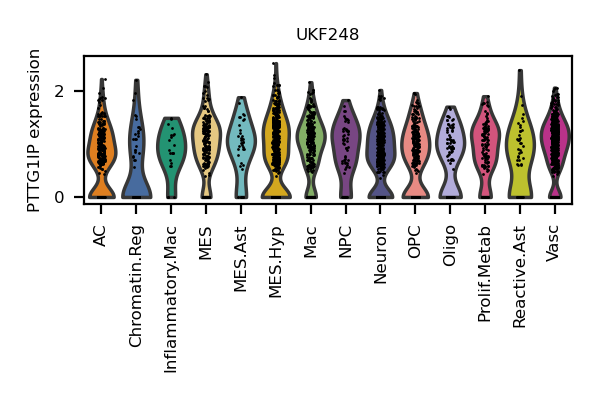 UKF248
PTTG1IP expression
2
0
AC
Chromatin.Reg
Inflammatory.Mac
MES
MES.Ast
MES.Hyp
Mac
NPC
Neuron
OPC
Oligo
Prolif.Metab
Reactive.Ast
Vasc